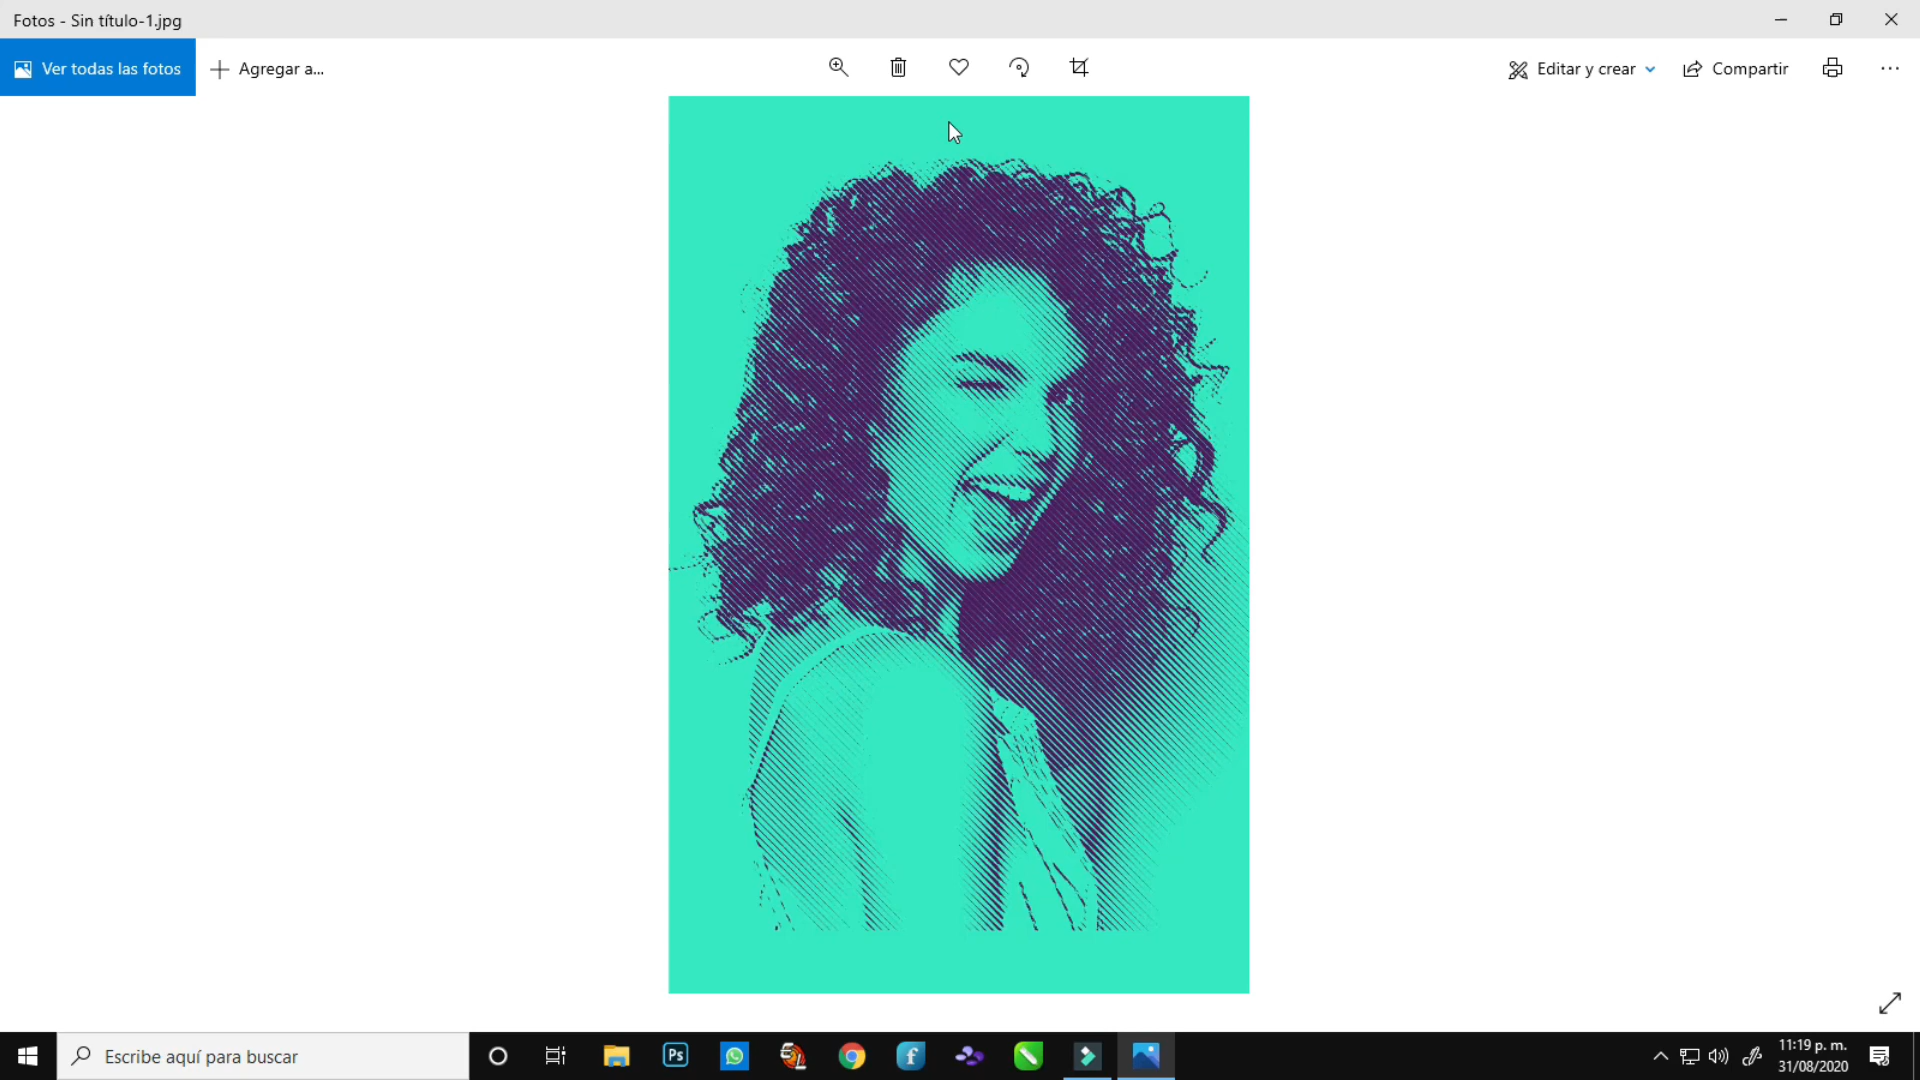 Fotos - Sin título-1.jpg
Ver todas las fotos
Agregar a...
Editar y crear
Compartir
Escribe aquí para buscar
Ps
f
11:19 p. m.
31/08/2020